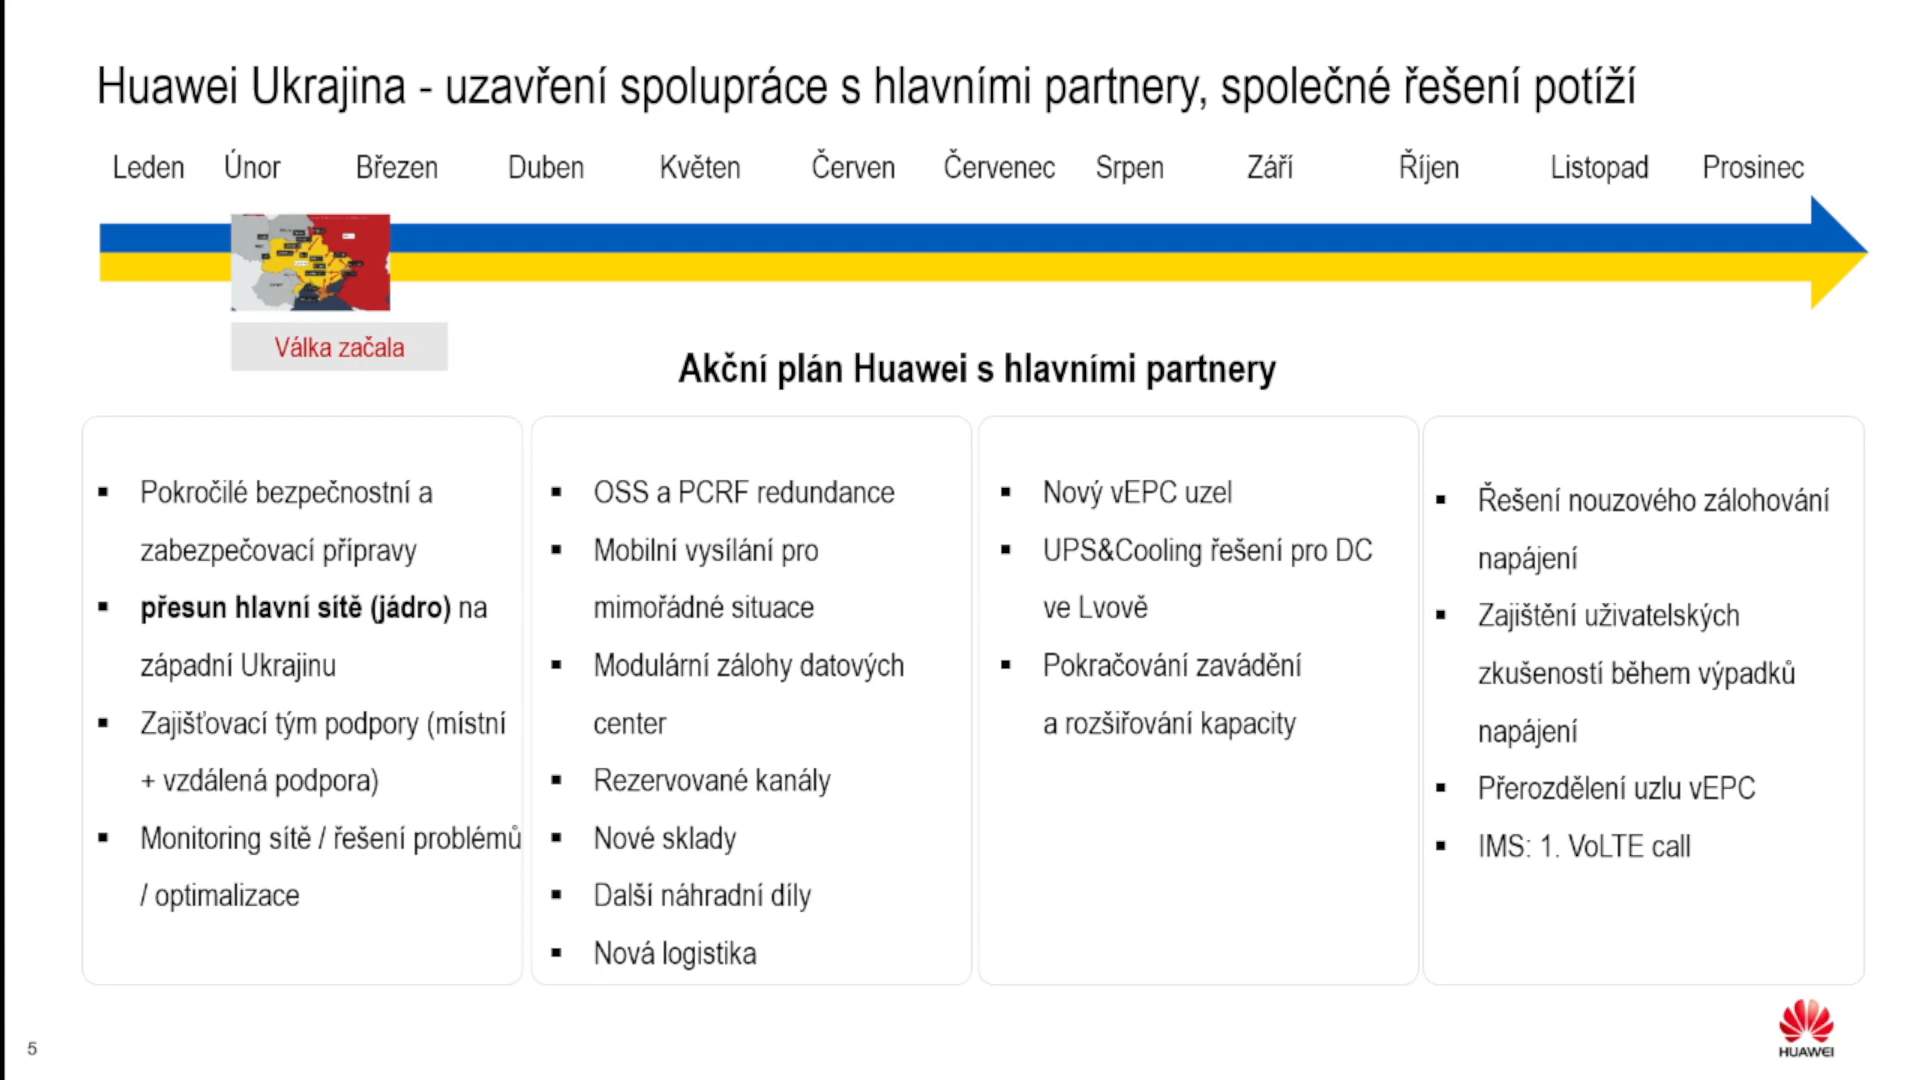 Huawei Ukrajina - uzavření spolupráce s hlavními partnery, společné řešení potíží
Leden Únor Březen Duben Květen Červen Červenec Srpen Září Říjen Listopad Prosinec
Válka začala
Akční plán Huawei s hlavními partnery
▪ Pokročilé bezpečnostní a
zabezpečovací přípravy
▪ přesun hlavní sítě (jádro) na
západní Ukrajinu
▪ Zajišťovací tým podpory (místní
+ vzdálená podpora)
▪ Monitoring sítě / řešení problémů
/ optimalizace
▪ OSS a PCRF redundance
▪ Mobilní vysílání pro
mimořádné situace
▪ Modulární zálohy datových
center
▪ Rezervované kanály
▪ Nové sklady
▪ Další náhradní díly
▪ Nová logistika
▪ Nový vEPC uzel
▪ UPS&Cooling řešení pro DC
ve Lvově
▪ Pokračování zavádění
a rozšiřování kapacity
▪ Řešení nouzového zálohování
napájení
▪ Zajištění uživatelských
zkušeností během výpadků
napájení
▪ Přerozdělení uzlu vEPC
▪ IMS: 1. VoLTE call
HUAWEI
5